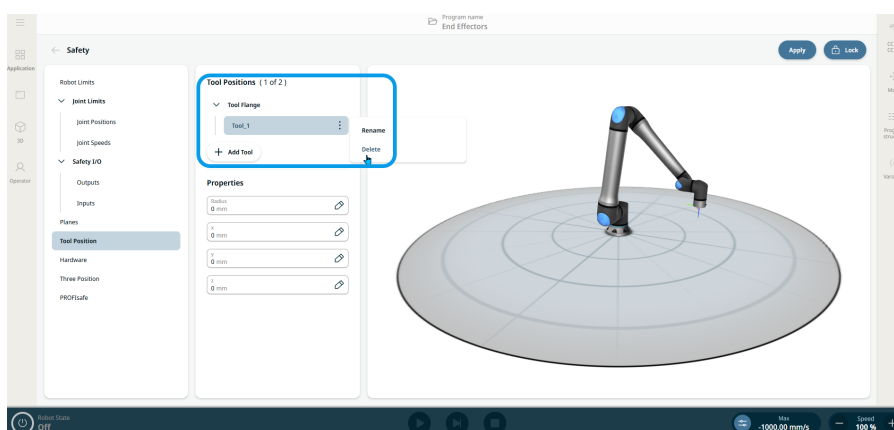 Program name
End Effectors
Safety
Apply
Lock
Application
3D
Operator
Robot Limits
Joint Limits
Joint Positions
Joint Speeds
Safety I/O
Outputs
Inputs
Planes
Tool Position
Hardware
Three Position
PROFIsafe
Tool Positions ( 1 of 2 )
Tool Flange
Tool_1
Rename
Delete
Add Tool
Properties
Radius
0 mm
X
0 mm
Y
0 mm
Z
0 mm
Robot State
Off
Max
-1000.00 mm/s
Speed
100 %